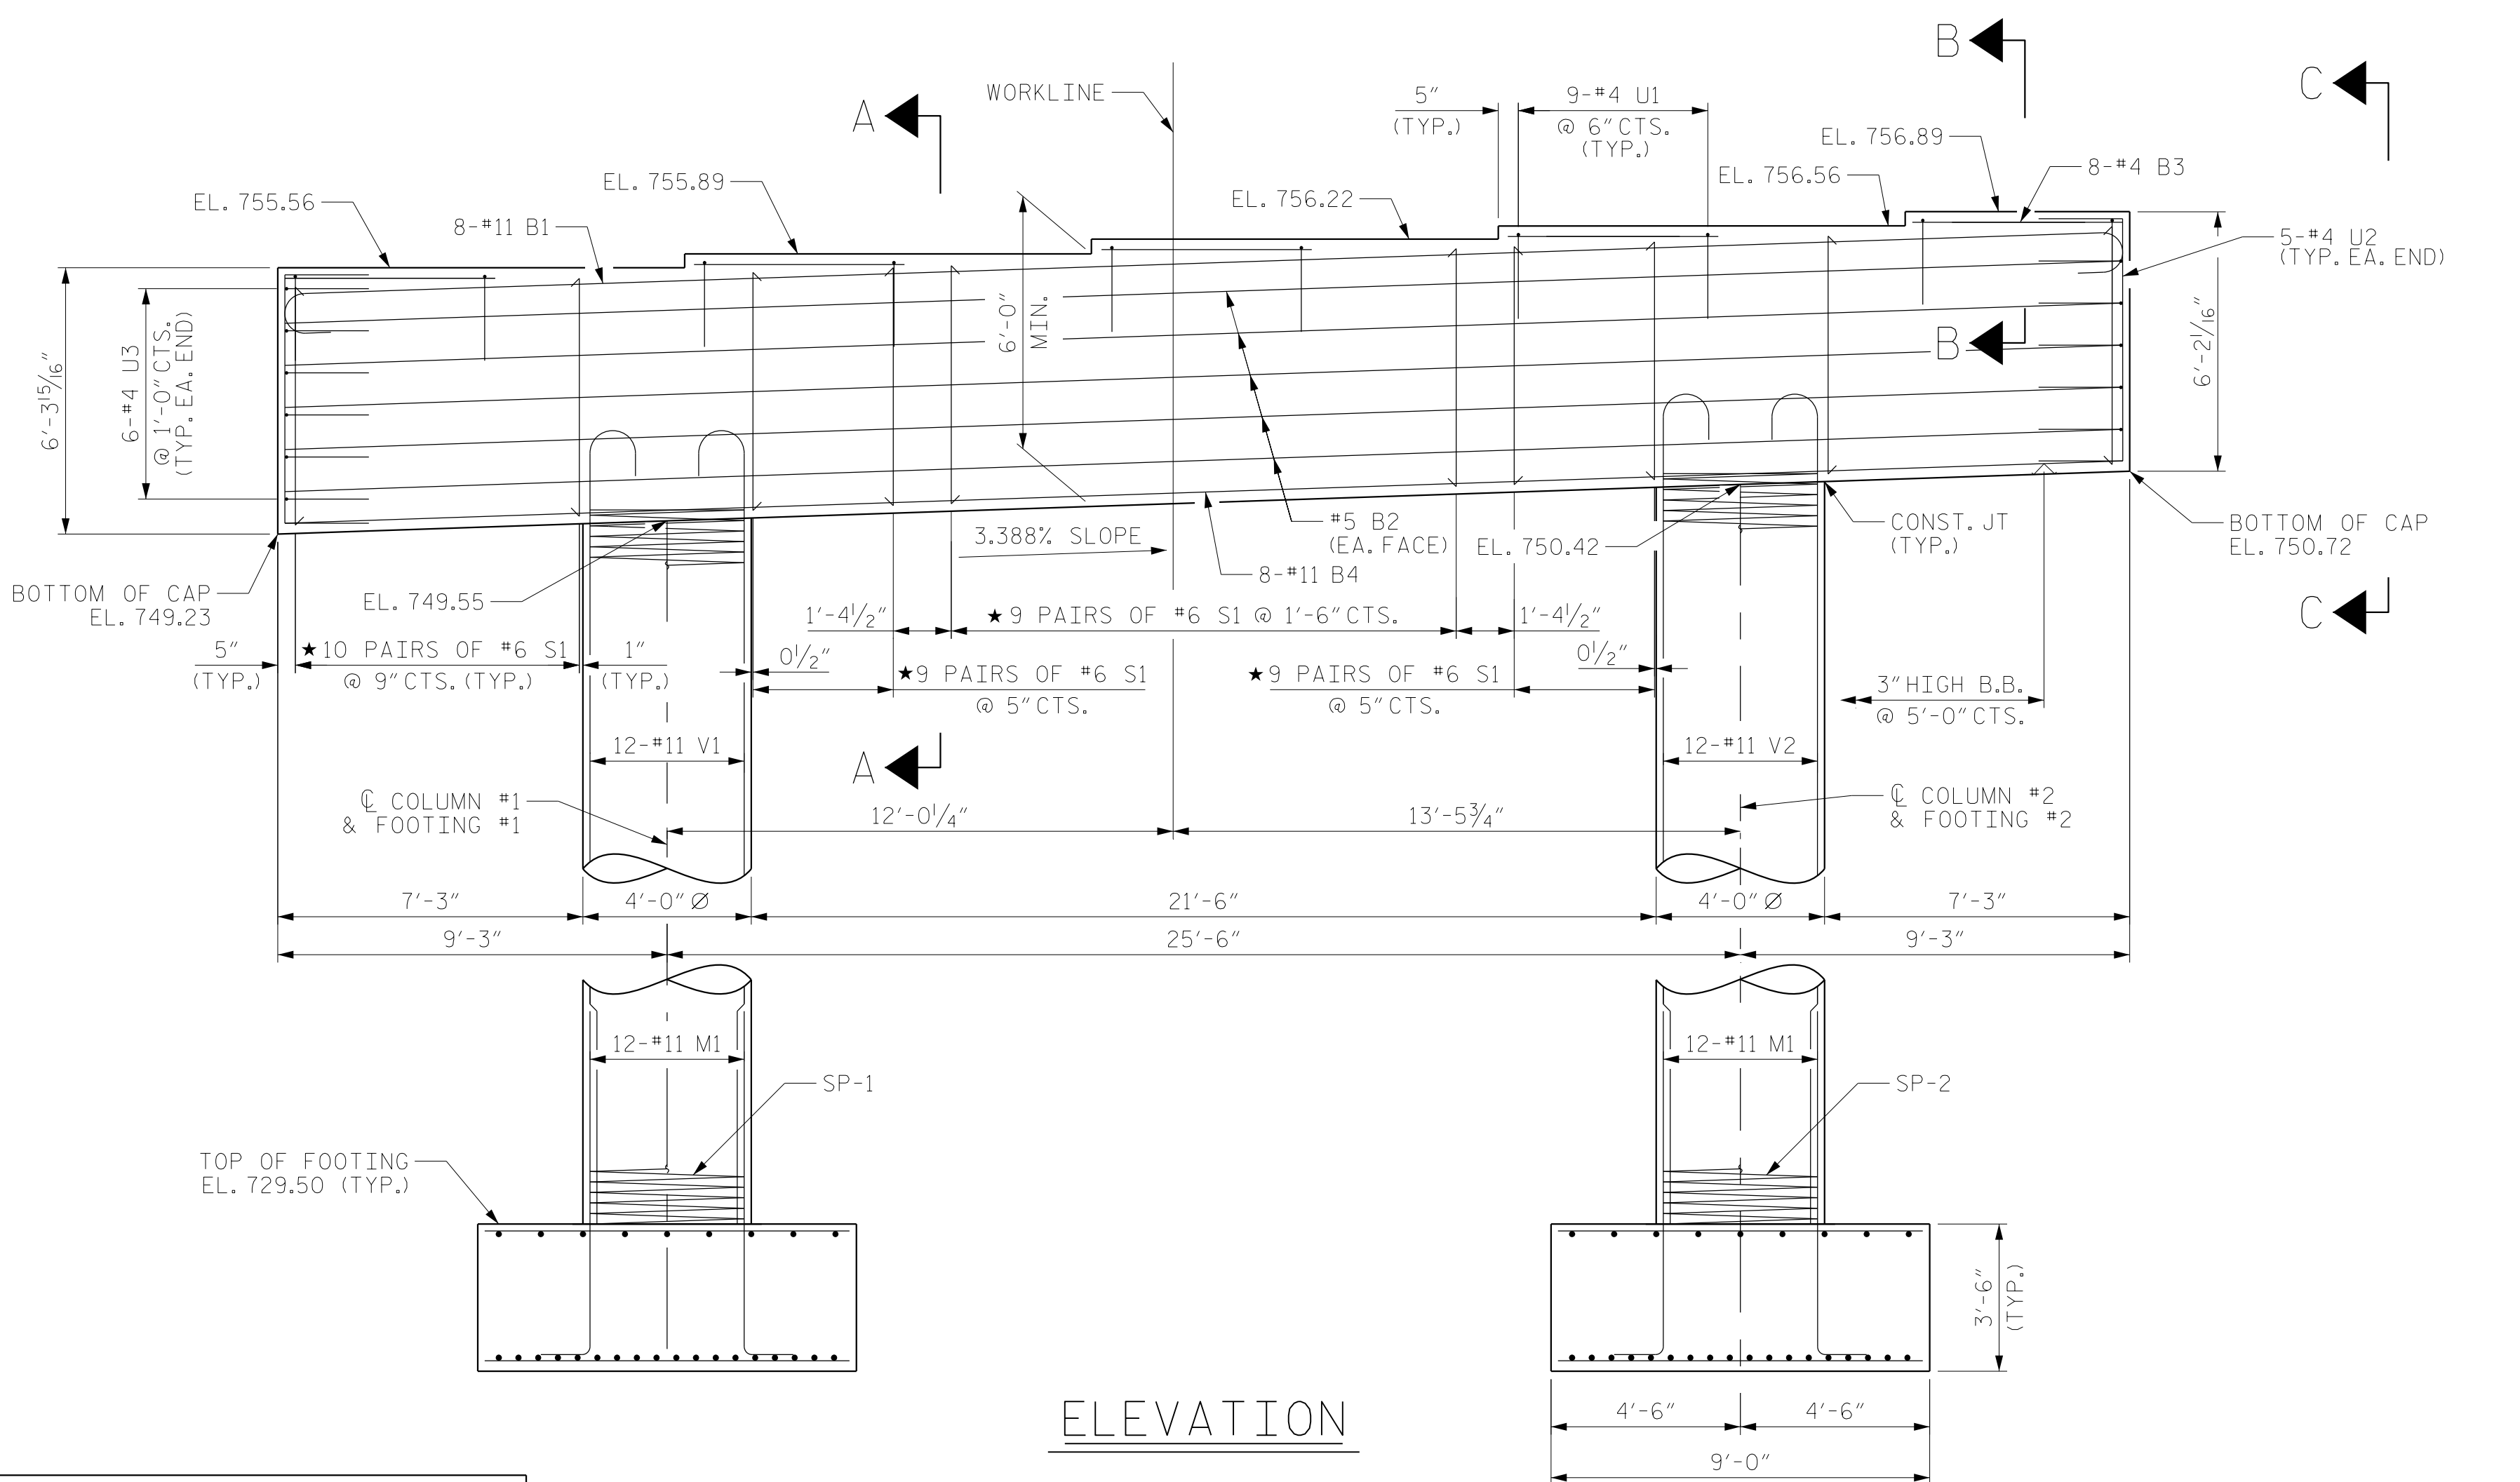 B
C
A
WORKLINE
5"
(TYP.)
9-#4 U1
@ 6"CTS.
(TYP.)
EL. 756.89
8-#4 B3
EL. 755.89
EL. 755.56
8-#11 B1
EL. 756.22
EL. 756.56
5-#4 U2
(TYP. EA. END)
6'-3 15/16"
6-#4 U3
@ 1'-0"CTS.
(TYP. EA. END)
6'-0"
MIN.
B
6'-2 1/16"
3.388% SLOPE
#5 B2
(EA. FACE)
EL. 750.42
CONST. JT
(TYP.)
BOTTOM OF CAP
EL. 750.72
8-#11 B4
BOTTOM OF CAP
EL. 749.23
EL. 749.55
C
1'-4 1/2"
★ 9 PAIRS OF #6 S1 @ 1'-6"CTS.
1'-4 1/2"
5"
(TYP.)
★10 PAIRS OF #6 S1
@ 9"CTS. (TYP.)
1"
(TYP.)
0 1/2"
★9 PAIRS OF #6 S1
@ 5"CTS.
★9 PAIRS OF #6 S1
@ 5"CTS.
0 1/2"
3"HIGH B.B.
@ 5'-0"CTS.
12-#11 V1
A
12-#11 V2
℄ COLUMN #1
& FOOTING #1
12'-0 1/4"
13'-5 3/4"
℄ COLUMN #2
& FOOTING #2
7'-3"
4'-0"Ø
21'-6"
4'-0"Ø
7'-3"
9'-3"
25'-6"
9'-3"
12-#11 M1
12-#11 M1
SP-1
SP-2
TOP OF FOOTING
EL. 729.50 (TYP.)
3'-6"
(TYP.)
ELEVATION
4'-6"
4'-6"
9'-0"